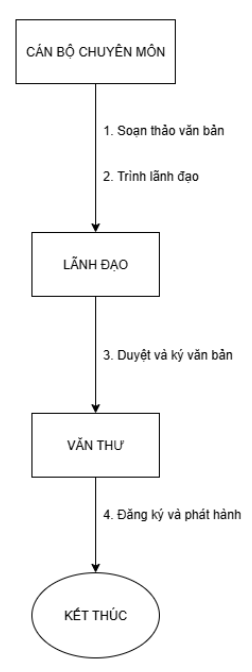 CÁN BỘ CHUYÊN MÔN
1. Soạn thảo văn bản
2. Trình lãnh đạo
LÃNH ĐẠO
3. Duyệt và ký văn bản
VĂN THƯ
4. Đăng ký và phát hành
KẾT THÚC